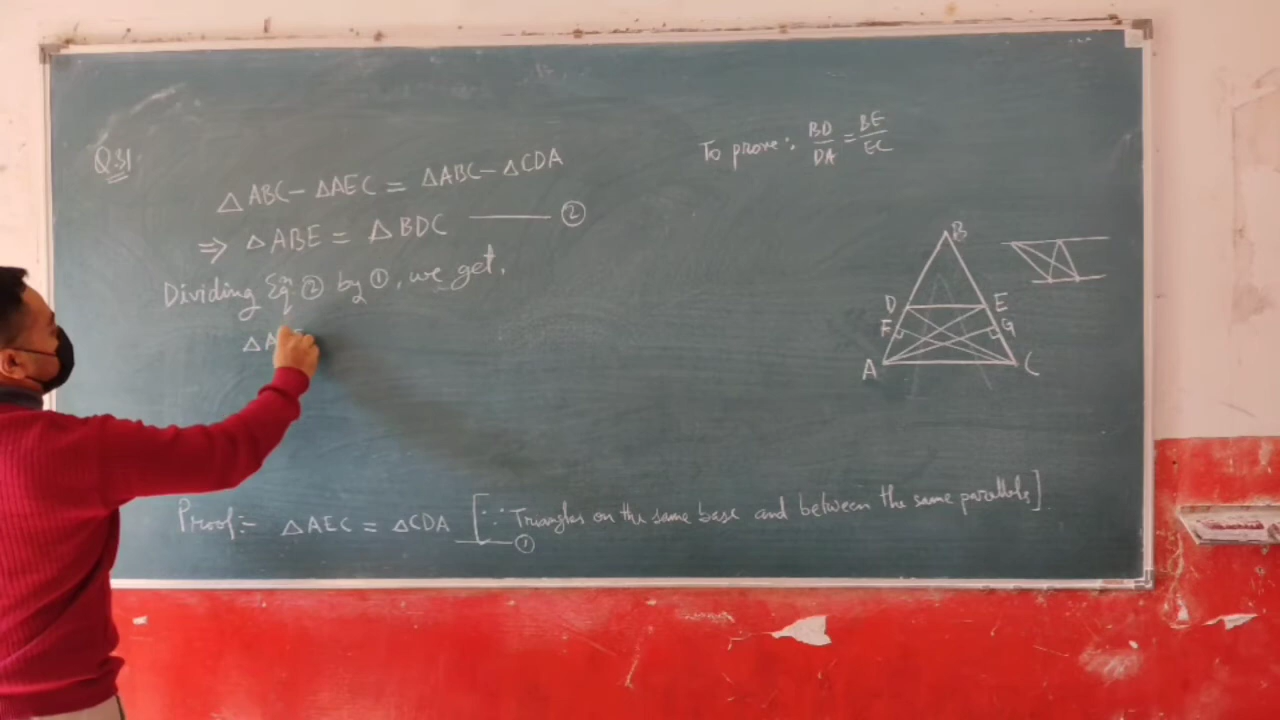 Q.31.
△ABC - △AEC = △ABC - △CDA
⇒ △ABE = △BDC ——— ②
Dividing Eqⁿ ② by ①, we get,
△A
Proof:- △AEC = △CDA [∵ Triangles on the same base and between the same parallels]
——— ①
To prove: BD/DA = BE/EC
B
D E
F G
A C